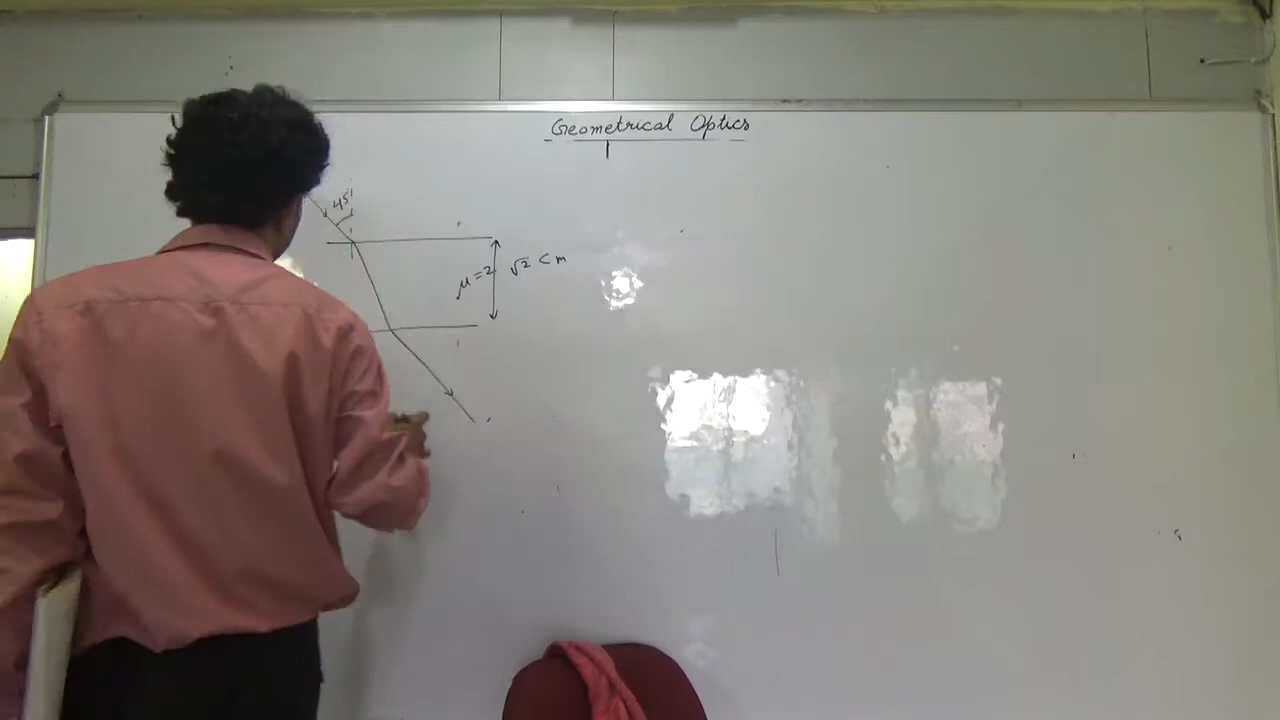 Geometrical Optics
45°
μ = 2
√2 cm